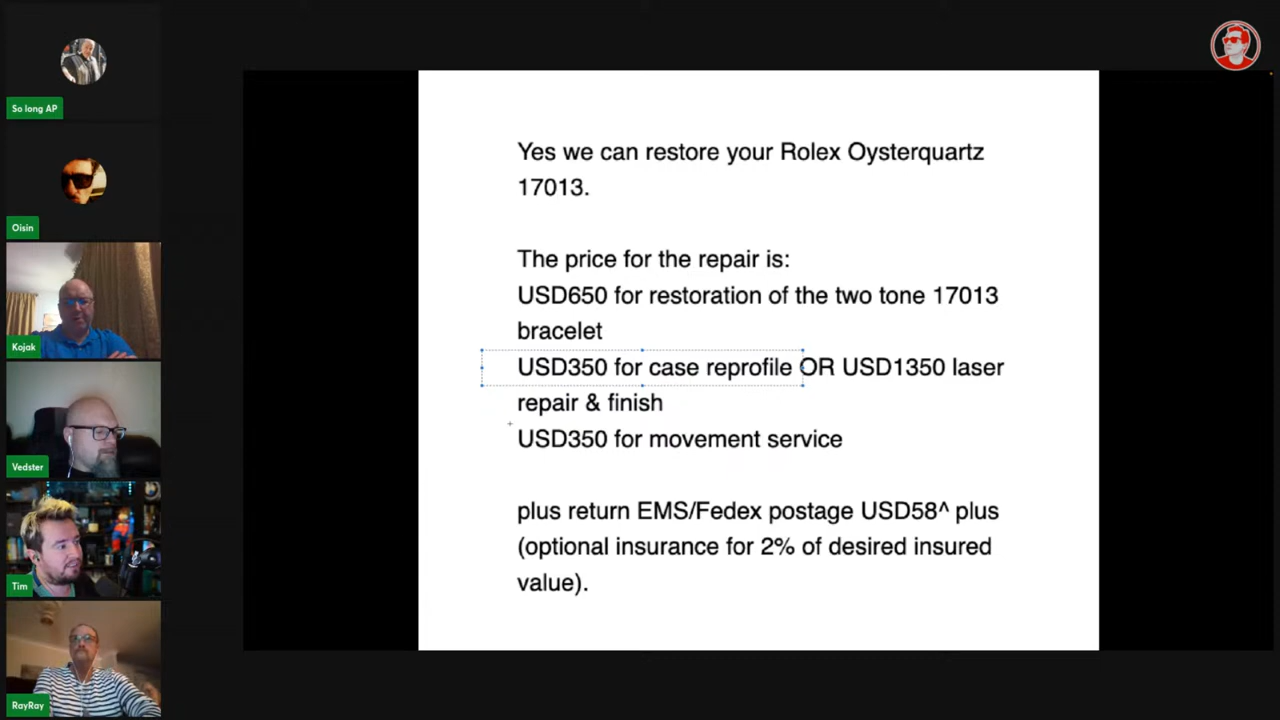 So long AP
Oisin
Kojak
Vedster
Tim
RayRay
Yes we can restore your Rolex Oysterquartz
17013.
The price for the repair is:
USD650 for restoration of the two tone 17013
bracelet
USD350 for case reprofile OR USD1350 laser
repair & finish
USD350 for movement service
plus return EMS/Fedex postage USD58^ plus
(optional insurance for 2% of desired insured
value).